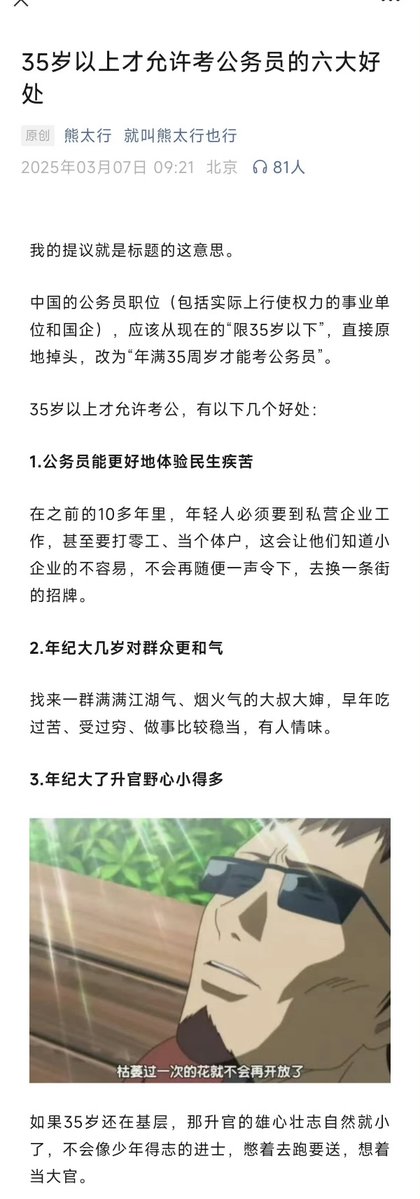 35岁以上才允许考公务员的六大好
处
原创 熊太行 就叫熊太行也行
2025年03月07日 09:21 北京 81人
我的提议就是标题的这意思。
中国的公务员职位（包括实际上行使权力的事业单
位和国企），应该从现在的“限35岁以下”，直接原
地掉头，改为“年满35周岁才能考公务员”。
35岁以上才允许考公，有以下几个好处：
1.公务员能更好地体验民生疾苦
在之前的10多年里，年轻人必须要到私营企业工
作，甚至要打零工、当个体户，这会让他们知道小
企业的不容易，不会再随便一声令下，去换一条街
的招牌。
2.年纪大几岁对群众更和气
找来一群满满江湖气、烟火气的大叔大婶，早年吃
过苦、受过穷、做事比较稳当，有人情味。
3.年纪大了升官野心小得多
枯萎过一次的花就不会再开放了
如果35岁还在基层，那升官的雄心壮志自然就小
了，不会像少年得志的进士，憋着去跑要送，想着
当大官。